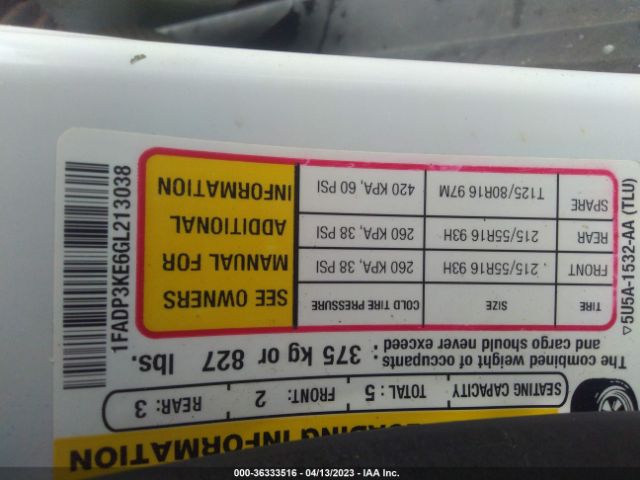 LOADING INFORMATION
SEATING CAPACITY TOTAL : 5 FRONT: 2 REAR: 3
The combined weight of occupants
and cargo should never exceed : 375 kg or 827 lbs.
TIRE SIZE COLD TIRE PRESSURE SEE OWNERS
FRONT 215/55R16 93H 260 KPA, 38 PSI MANUAL FOR
REAR 215/55R16 93H 260 KPA, 38 PSI ADDITIONAL
SPARE T125/80R16 97M 420 KPA, 60 PSI INFORMATION
▽5U5A-1532-AA (TLU)
1FADP3KE6GL213038
000-36333516 - 04/13/2023 - IAA Inc.